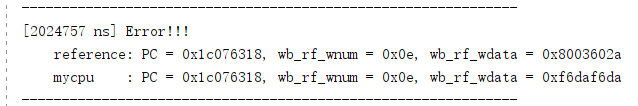 --------------------------------------------------------------
[2024757 ns] Error!!!
    reference: PC = 0x1c076318, wb_rf_wnum = 0x0e, wb_rf_wdata = 0x8003602a
    mycpu    : PC = 0x1c076318, wb_rf_wnum = 0x0e, wb_rf_wdata = 0xf6daf6da
--------------------------------------------------------------